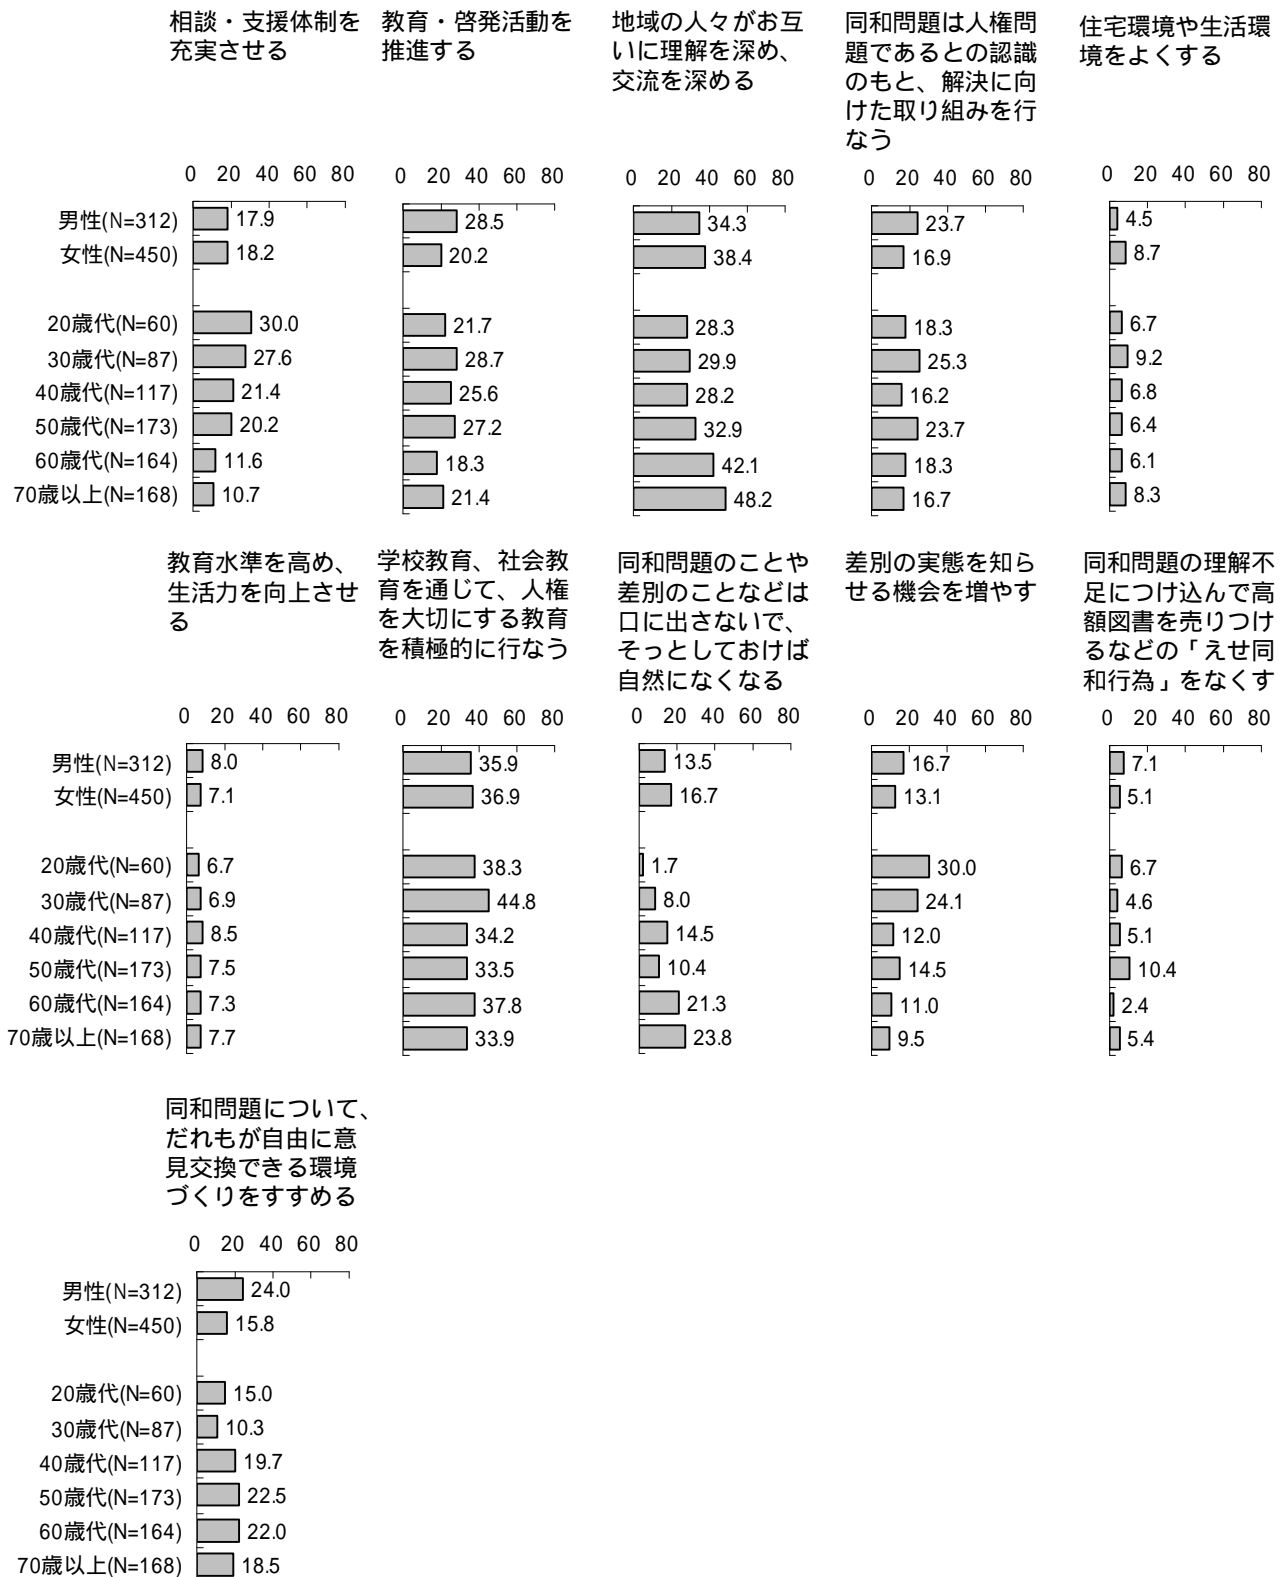 相談・支援体制を
充実させる
教育・啓発活動を
推進する
地域の人々がお互
いに理解を深め、
交流を深める
同和問題は人権問
題であるとの認識
のもと、解決に向
けた取り組みを行
なう
住宅環境や生活環
境をよくする
0 20 40 60 80
0 20 40 60 80
0 20 40 60 80
0 20 40 60 80
0 20 40 60 80
男性(N=312) 17.9 28.5 34.3 23.7 4.5
女性(N=450) 18.2 20.2 38.4 16.9 8.7
20歳代(N=60) 30.0 21.7 28.3 18.3 6.7
30歳代(N=87) 27.6 28.7 29.9 25.3 9.2
40歳代(N=117) 21.4 25.6 28.2 16.2 6.8
50歳代(N=173) 20.2 27.2 32.9 23.7 6.4
60歳代(N=164) 11.6 18.3 42.1 18.3 6.1
70歳以上(N=168) 10.7 21.4 48.2 16.7 8.3
教育水準を高め、
生活力を向上させ
る
学校教育、社会教
育を通じて、人権
を大切にする教育
を積極的に行なう
同和問題のことや
差別のことなどは
口に出さないで、
そっとしておけば
自然になくなる
差別の実態を知ら
せる機会を増やす
同和問題の理解不
足につけ込んで高
額図書を売りつけ
るなどの「えせ同
和行為」をなくす
0 20 40 60 80
0 20 40 60 80
0 20 40 60 80
0 20 40 60 80
0 20 40 60 80
男性(N=312) 8.0 35.9 13.5 16.7 7.1
女性(N=450) 7.1 36.9 16.7 13.1 5.1
20歳代(N=60) 6.7 38.3 1.7 30.0 6.7
30歳代(N=87) 6.9 44.8 8.0 24.1 4.6
40歳代(N=117) 8.5 34.2 14.5 12.0 5.1
50歳代(N=173) 7.5 33.5 10.4 14.5 10.4
60歳代(N=164) 7.3 37.8 21.3 11.0 2.4
70歳以上(N=168) 7.7 33.9 23.8 9.5 5.4
同和問題について、
だれもが自由に意
見交換できる環境
づくりをすすめる
0 20 40 60 80
男性(N=312) 24.0
女性(N=450) 15.8
20歳代(N=60) 15.0
30歳代(N=87) 10.3
40歳代(N=117) 19.7
50歳代(N=173) 22.5
60歳代(N=164) 22.0
70歳以上(N=168) 18.5